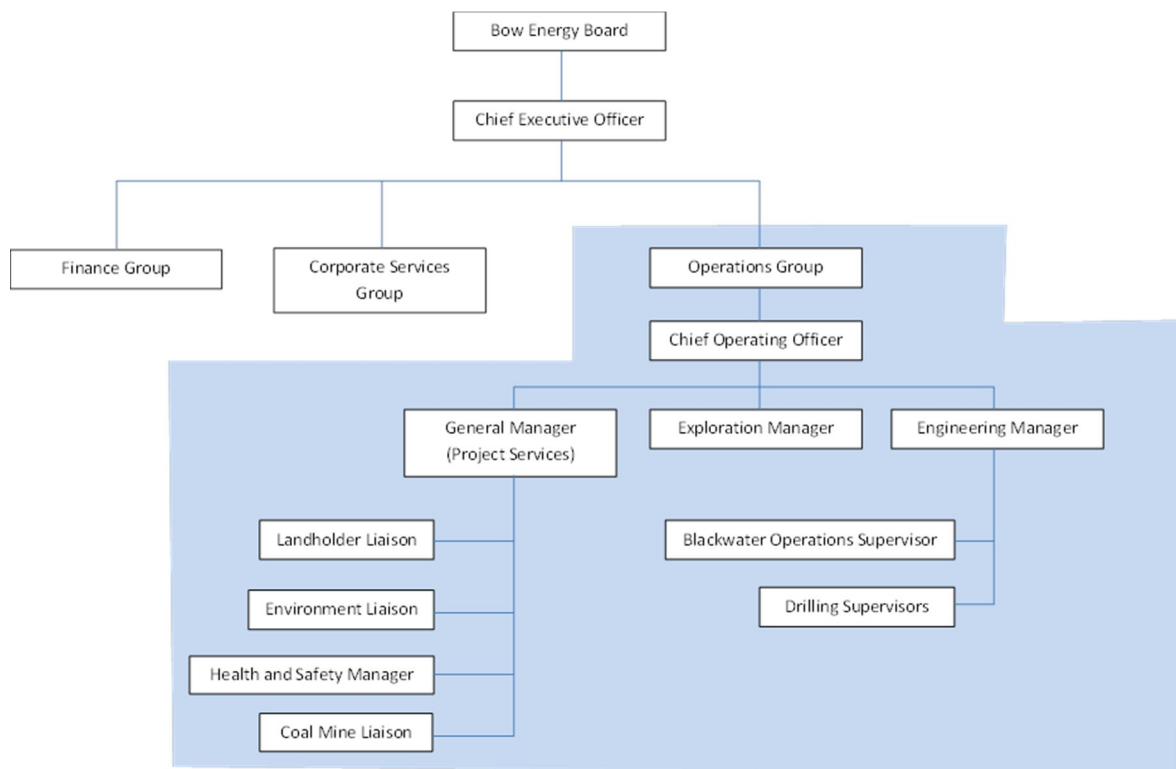 Bow Energy Board
Chief Executive Officer
Finance Group
Corporate Services
Group
Operations Group
Chief Operating Officer
General Manager
(Project Services)
Exploration Manager
Engineering Manager
Landholder Liaison
Environment Liaison
Health and Safety Manager
Coal Mine Liaison
Blackwater Operations Supervisor
Drilling Supervisors